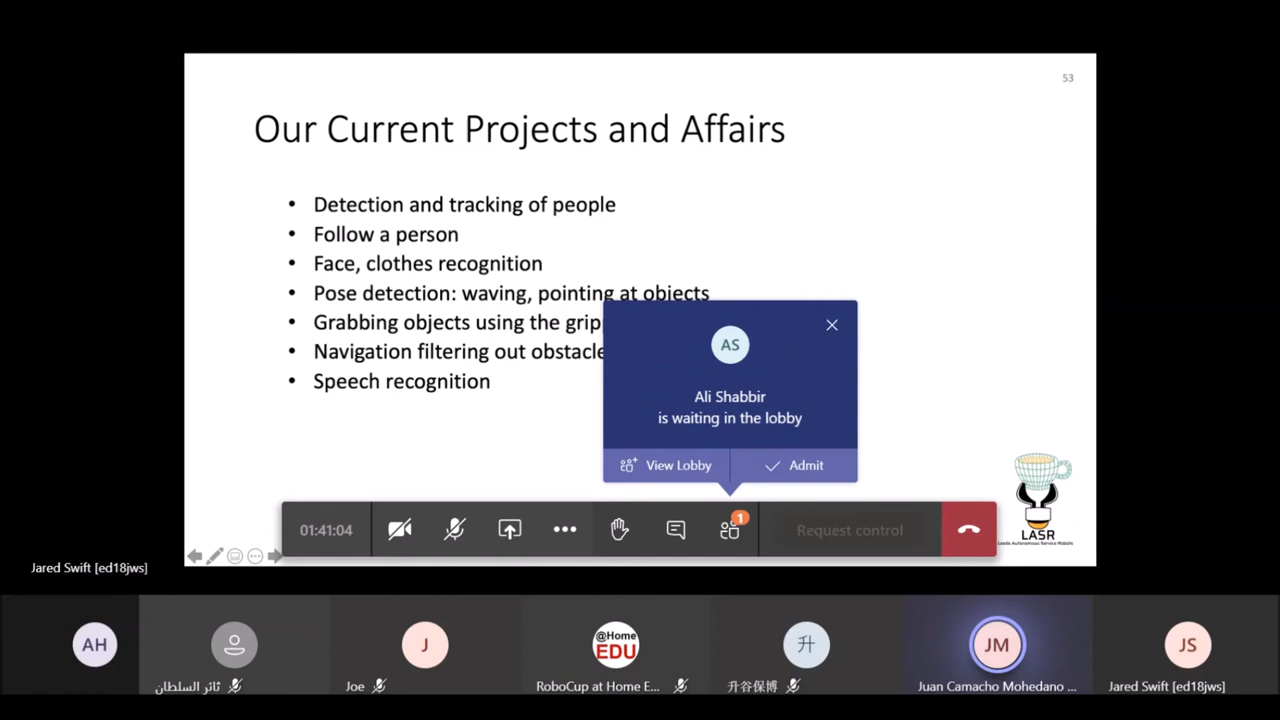 53
Our Current Projects and Affairs
• Detection and tracking of people
• Follow a person
• Face, clothes recognition
• Pose detection: waving, pointing at objects
• Grabbing objects using the grip
• Navigation filtering out obstacle
• Speech recognition
AS
Ali Shabbir
is waiting in the lobby
View Lobby
Admit
LASR
Leeds Autonomous Service Robots
01:41:04
1
Request control
Jared Swift [ed18jws]
AH
J
@Home
EDU
升
JM
JS
ثائر السلطان
Joe
RoboCup at Home E...
升谷保博
Juan Camacho Mohedano ...
Jared Swift [ed18jws]